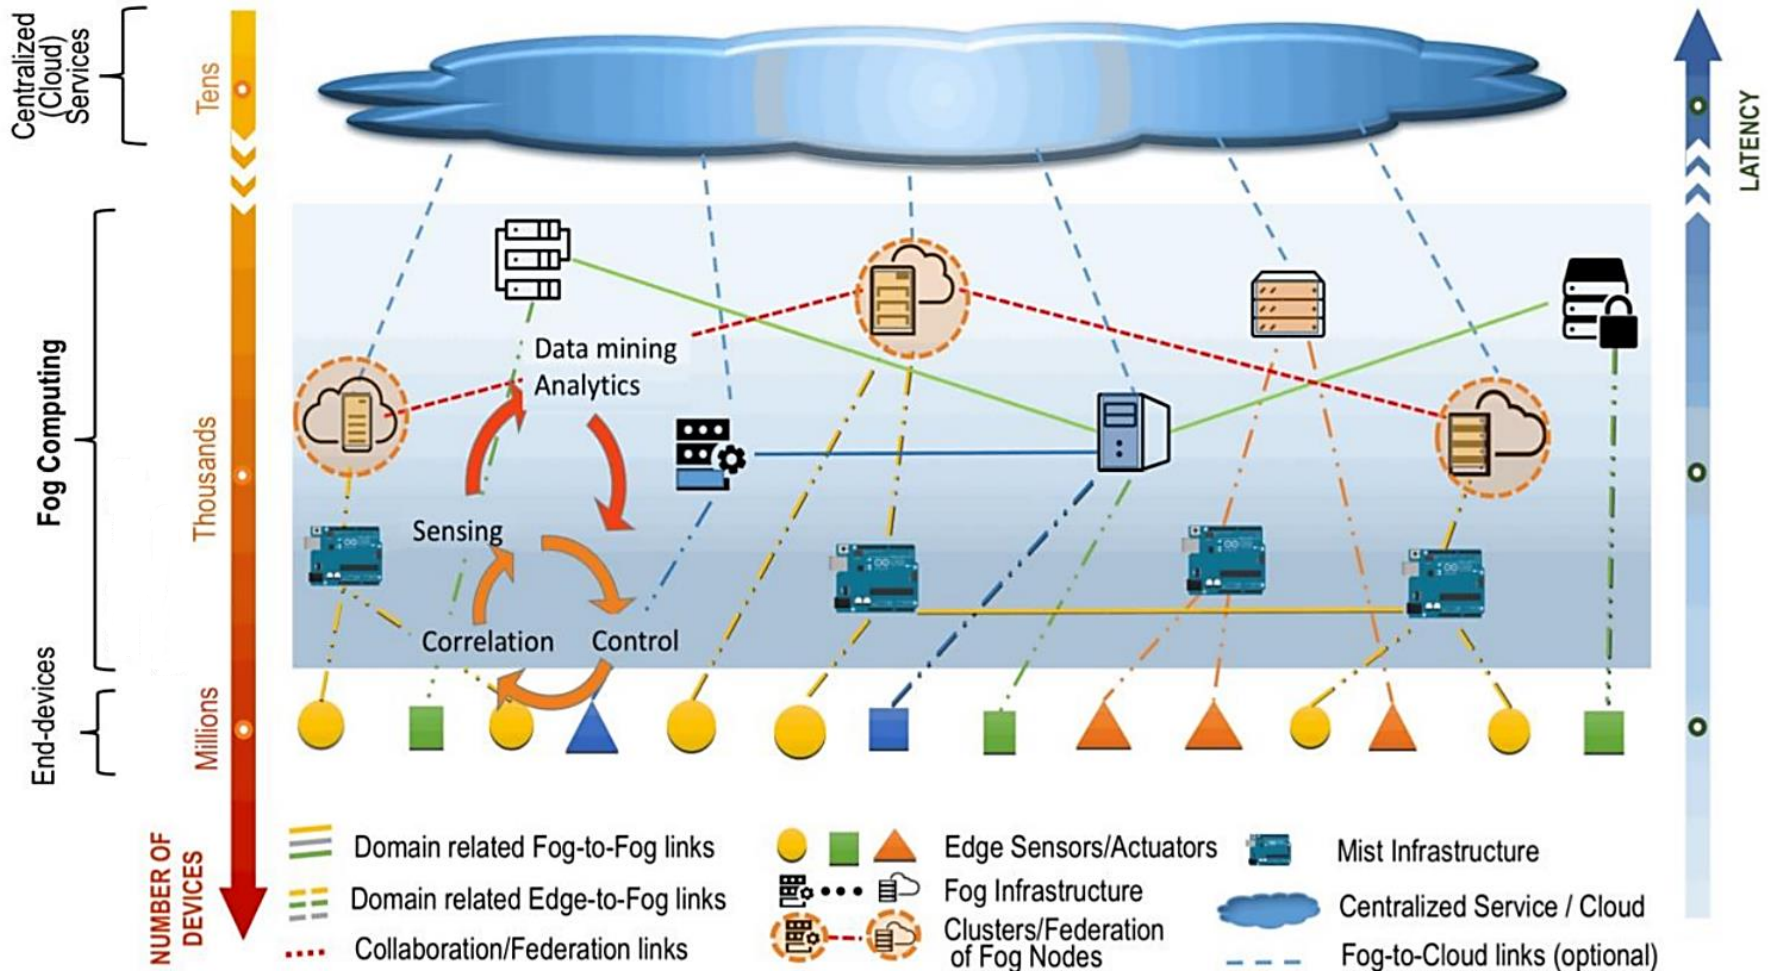 Centralized
(Cloud)
Services
Tens
LATENCY
Fog Computing
Thousands
Data mining
Analytics
Sensing
Correlation
Control
End-devices
Millions
NUMBER OF
DEVICES
Domain related Fog-to-Fog links
Domain related Edge-to-Fog links
Collaboration/Federation links
Edge Sensors/Actuators
Fog Infrastructure
Clusters/Federation
of Fog Nodes
Mist Infrastructure
Centralized Service / Cloud
Fog-to-Cloud links (optional)